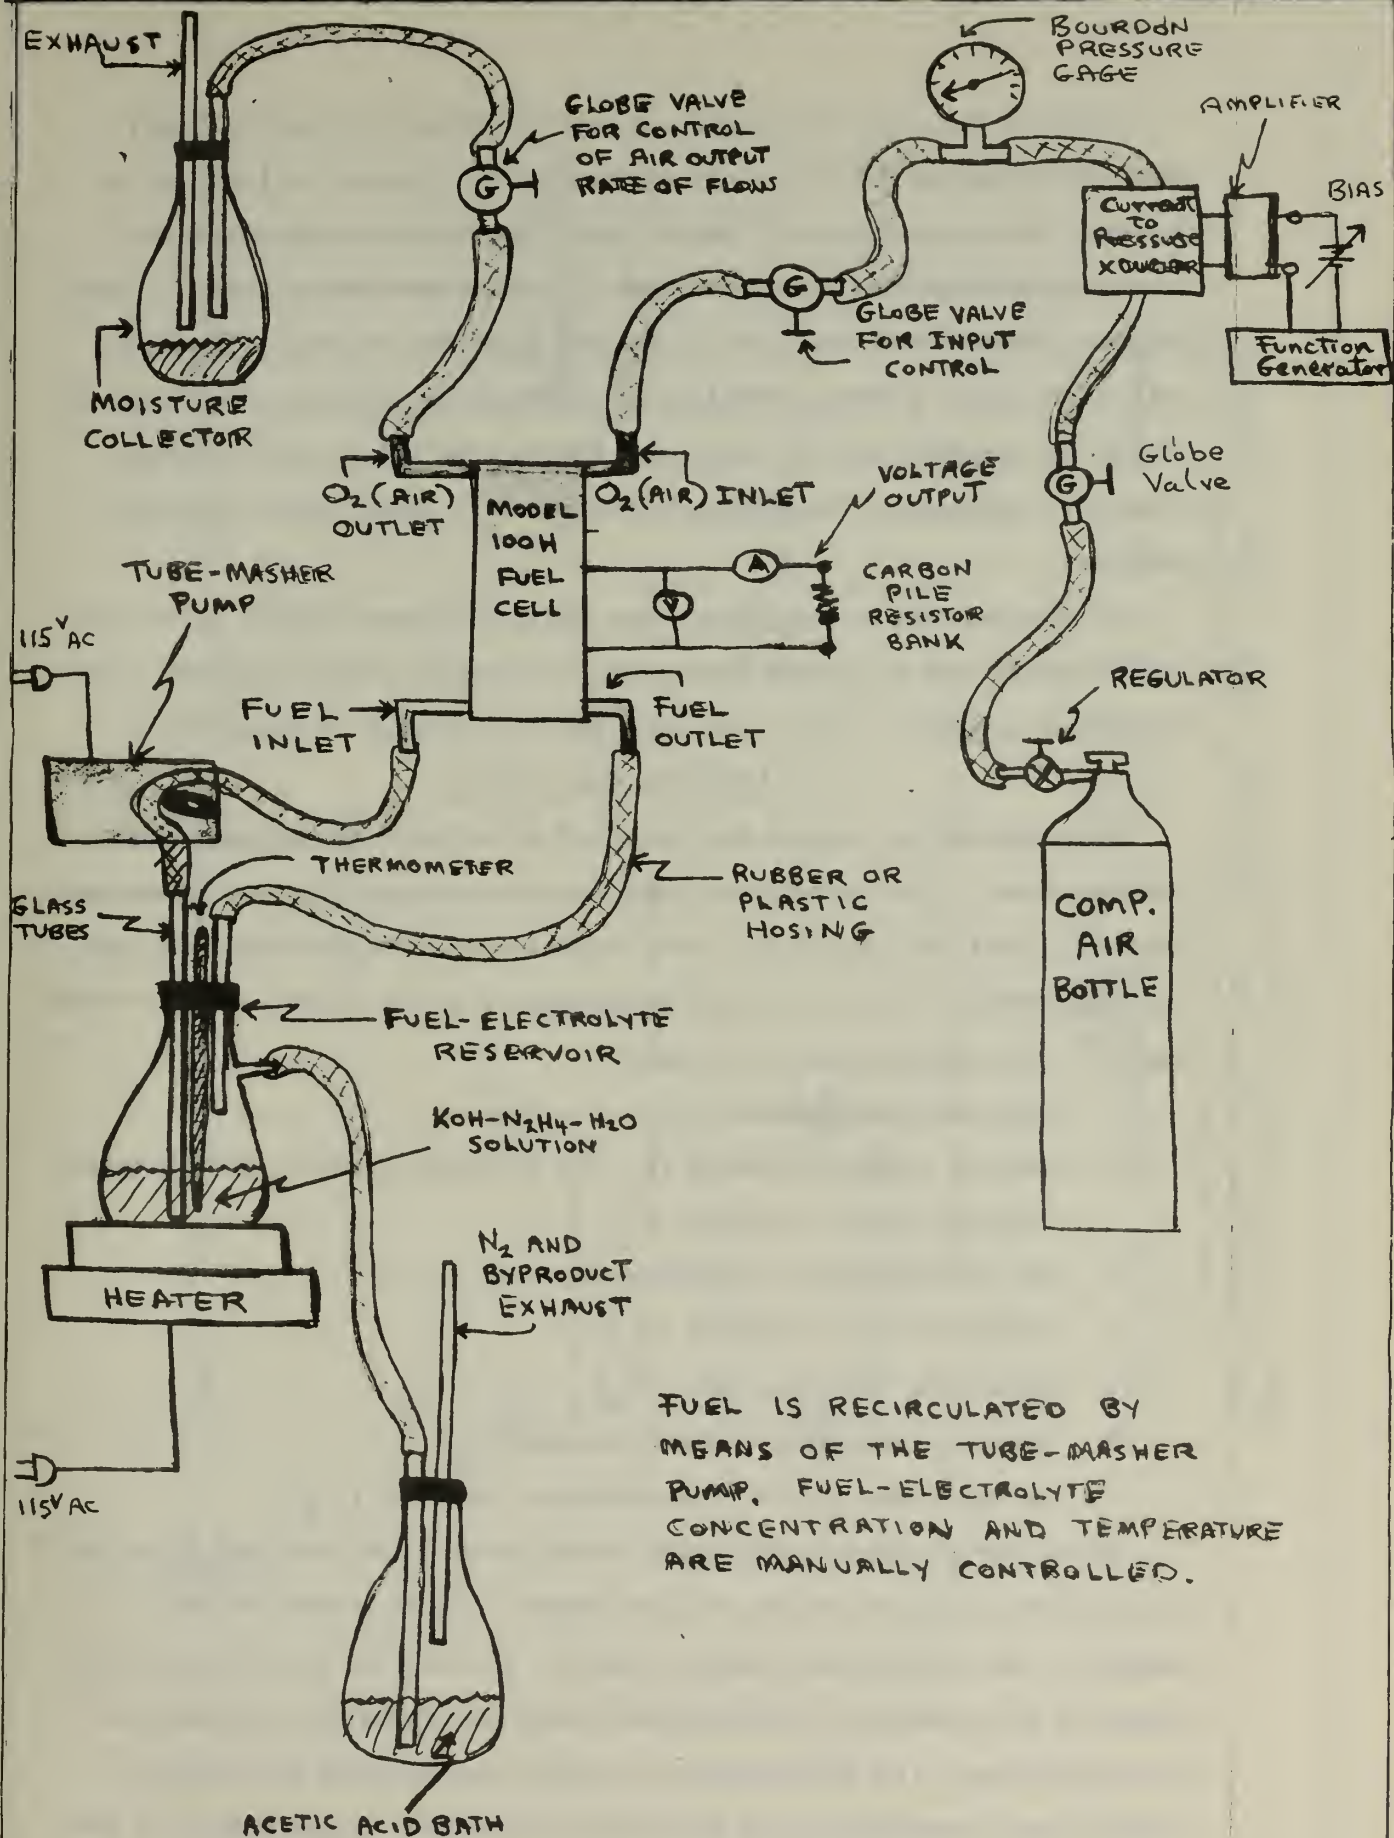 EXHAUST
BOURDON
PRESSURE
GAGE
AMPLIFIER
GLOBE VALVE
FOR CONTROL
OF AIR OUTPUT
RATE OF FLOW
G
BIAS
Current
to
Pressure
XDUCER
G
GLOBE VALVE
FOR INPUT
CONTROL
Function
Generator
MOISTURE
COLLECTOR
O2 (AIR)
OUTLET
MODEL
100H
FUEL
CELL
O2 (AIR) INLET
VOLTAGE
OUTPUT
G
Globe
Valve
TUBE-MASHER
PUMP
A
V
CARBON
PILE
RESISTOR
BANK
115V AC
FUEL
INLET
FUEL
OUTLET
REGULATOR
THERMOMETER
GLASS
TUBES
RUBBER OR
PLASTIC
HOSING
COMP.
AIR
BOTTLE
FUEL-ELECTROLYTE
RESERVOIR
KOH-N2H4-H2O
SOLUTION
HEATER
N2 AND
BYPRODUCT
EXHAUST
115V AC
FUEL IS RECIRCULATED BY
MEANS OF THE TUBE-MASHER
PUMP. FUEL-ELECTROLYTE
CONCENTRATION AND TEMPERATURE
ARE MANUALLY CONTROLLED.
ACETIC ACID BATH